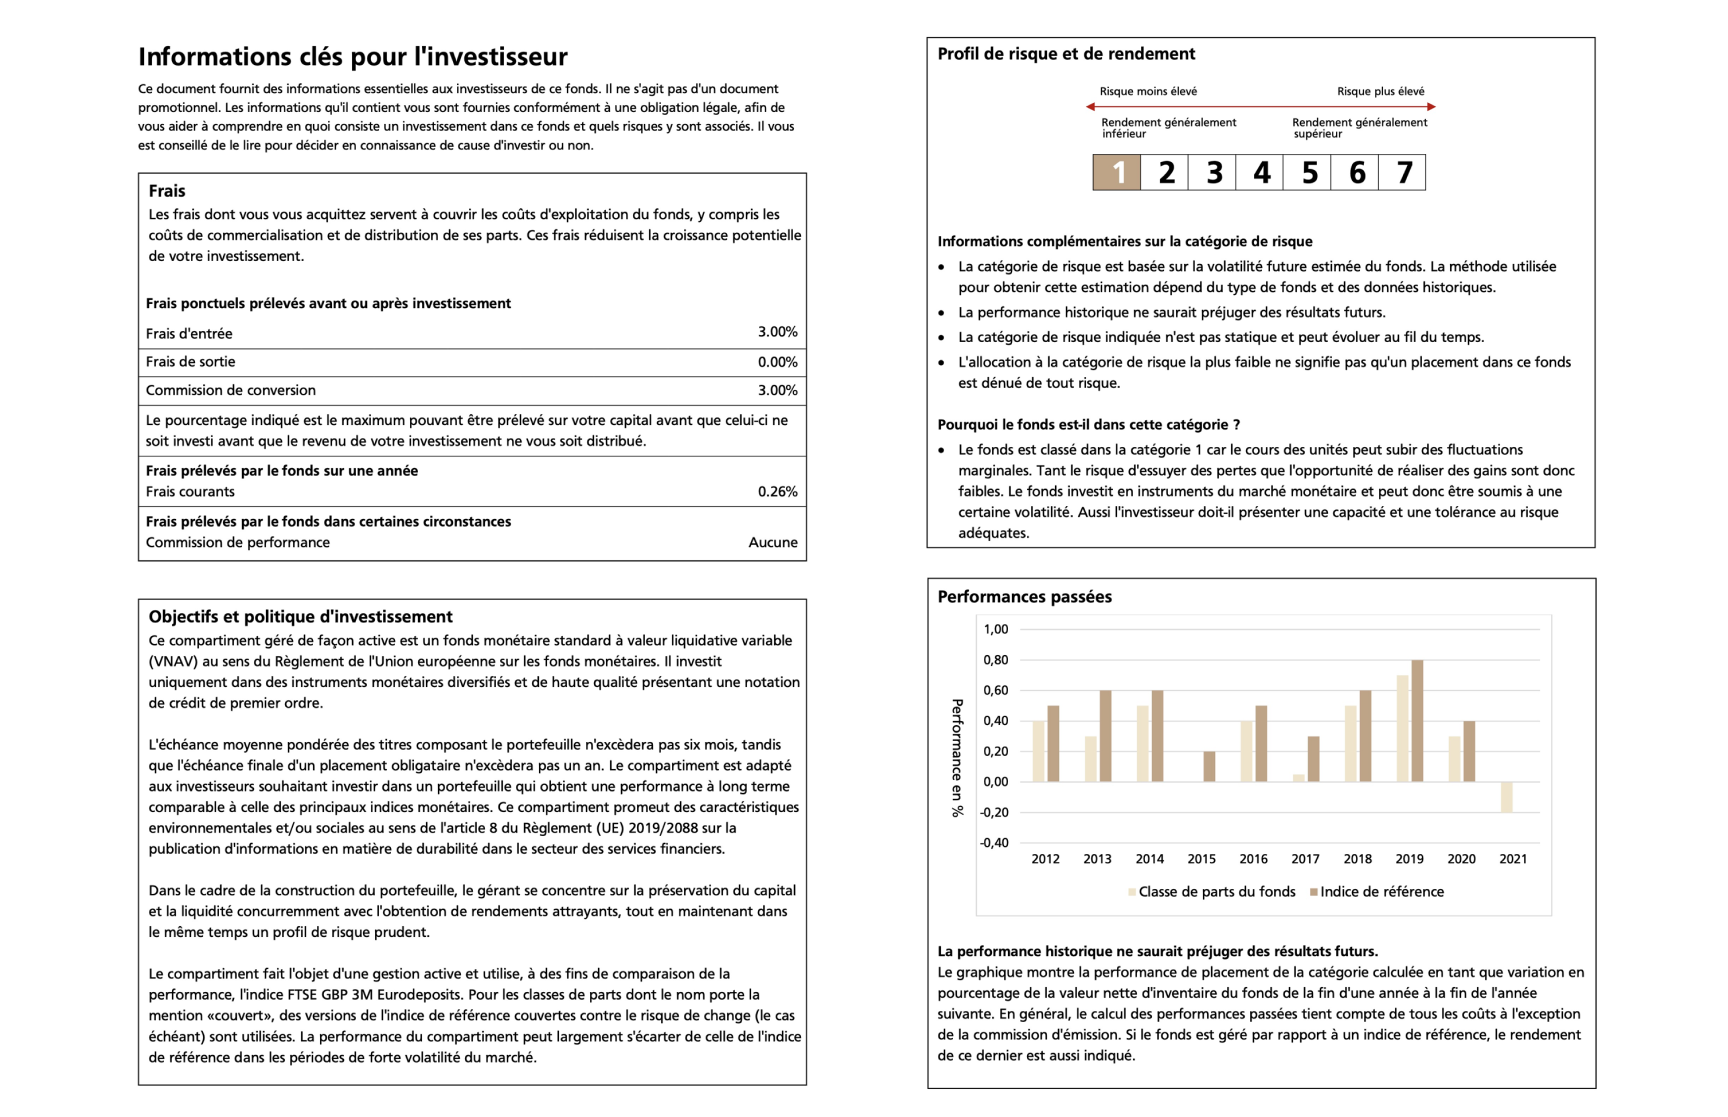 Informations clés pour l'investisseur
Ce document fournit des informations essentielles aux investisseurs de ce fonds. Il ne s'agit pas d'un document
promotionnel. Les informations qu'il contient vous sont fournies conformément à une obligation légale, afin de
vous aider à comprendre en quoi consiste un investissement dans ce fonds et quels risques y sont associés. Il vous
est conseillé de le lire pour décider en connaissance de cause d'investir ou non.
Frais
Les frais dont vous vous acquittez servent à couvrir les coûts d'exploitation du fonds, y compris les
coûts de commercialisation et de distribution de ses parts. Ces frais réduisent la croissance potentielle
de votre investissement.
Frais ponctuels prélevés avant ou après investissement
Frais d'entrée 3.00%
Frais de sortie 0.00%
Commission de conversion 3.00%
Le pourcentage indiqué est le maximum pouvant être prélevé sur votre capital avant que celui-ci ne
soit investi avant que le revenu de votre investissement ne vous soit distribué.
Frais prélevés par le fonds sur une année
Frais courants 0.26%
Frais prélevés par le fonds dans certaines circonstances
Commission de performance Aucune
Objectifs et politique d'investissement
Ce compartiment géré de façon active est un fonds monétaire standard à valeur liquidative variable
(VNAV) au sens du Règlement de l'Union européenne sur les fonds monétaires. Il investit
uniquement dans des instruments monétaires diversifiés et de haute qualité présentant une notation
de crédit de premier ordre.
L'échéance moyenne pondérée des titres composant le portefeuille n'excèdera pas six mois, tandis
que l'échéance finale d'un placement obligataire n'excèdera pas un an. Le compartiment est adapté
aux investisseurs souhaitant investir dans un portefeuille qui obtient une performance à long terme
comparable à celle des principaux indices monétaires. Ce compartiment promeut des caractéristiques
environnementales et/ou sociales au sens de l'article 8 du Règlement (UE) 2019/2088 sur la
publication d'informations en matière de durabilité dans le secteur des services financiers.
Dans le cadre de la construction du portefeuille, le gérant se concentre sur la préservation du capital
et la liquidité concurremment avec l'obtention de rendements attrayants, tout en maintenant dans
le même temps un profil de risque prudent.
Le compartiment fait l'objet d'une gestion active et utilise, à des fins de comparaison de la
performance, l'indice FTSE GBP 3M Eurodeposits. Pour les classes de parts dont le nom porte la
mention «couvert», des versions de l'indice de référence couvertes contre le risque de change (le cas
échéant) sont utilisées. La performance du compartiment peut largement s'écarter de celle de l'indice
de référence dans les périodes de forte volatilité du marché.
Profil de risque et de rendement
Risque moins élevé Risque plus élevé
Rendement généralement Rendement généralement
inférieur supérieur
1 2 3 4 5 6 7
Informations complémentaires sur la catégorie de risque
• La catégorie de risque est basée sur la volatilité future estimée du fonds. La méthode utilisée
pour obtenir cette estimation dépend du type de fonds et des données historiques.
• La performance historique ne saurait préjuger des résultats futurs.
• La catégorie de risque indiquée n'est pas statique et peut évoluer au fil du temps.
• L'allocation à la catégorie de risque la plus faible ne signifie pas qu'un placement dans ce fonds
est dénué de tout risque.
Pourquoi le fonds est-il dans cette catégorie ?
• Le fonds est classé dans la catégorie 1 car le cours des unités peut subir des fluctuations
marginales. Tant le risque d'essuyer des pertes que l'opportunité de réaliser des gains sont donc
faibles. Le fonds investit en instruments du marché monétaire et peut donc être soumis à une
certaine volatilité. Aussi l'investisseur doit-il présenter une capacité et une tolérance au risque
adéquates.
Performances passées
Performance en %
1,00
0,80
0,60
0,40
0,20
0,00
-0,20
-0,40
2012 2013 2014 2015 2016 2017 2018 2019 2020 2021
Classe de parts du fonds Indice de référence
La performance historique ne saurait préjuger des résultats futurs.
Le graphique montre la performance de placement de la catégorie calculée en tant que variation en
pourcentage de la valeur nette d'inventaire du fonds de la fin d'une année à la fin de l'année
suivante. En général, le calcul des performances passées tient compte de tous les coûts à l'exception
de la commission d'émission. Si le fonds est géré par rapport à un indice de référence, le rendement
de ce dernier est aussi indiqué.